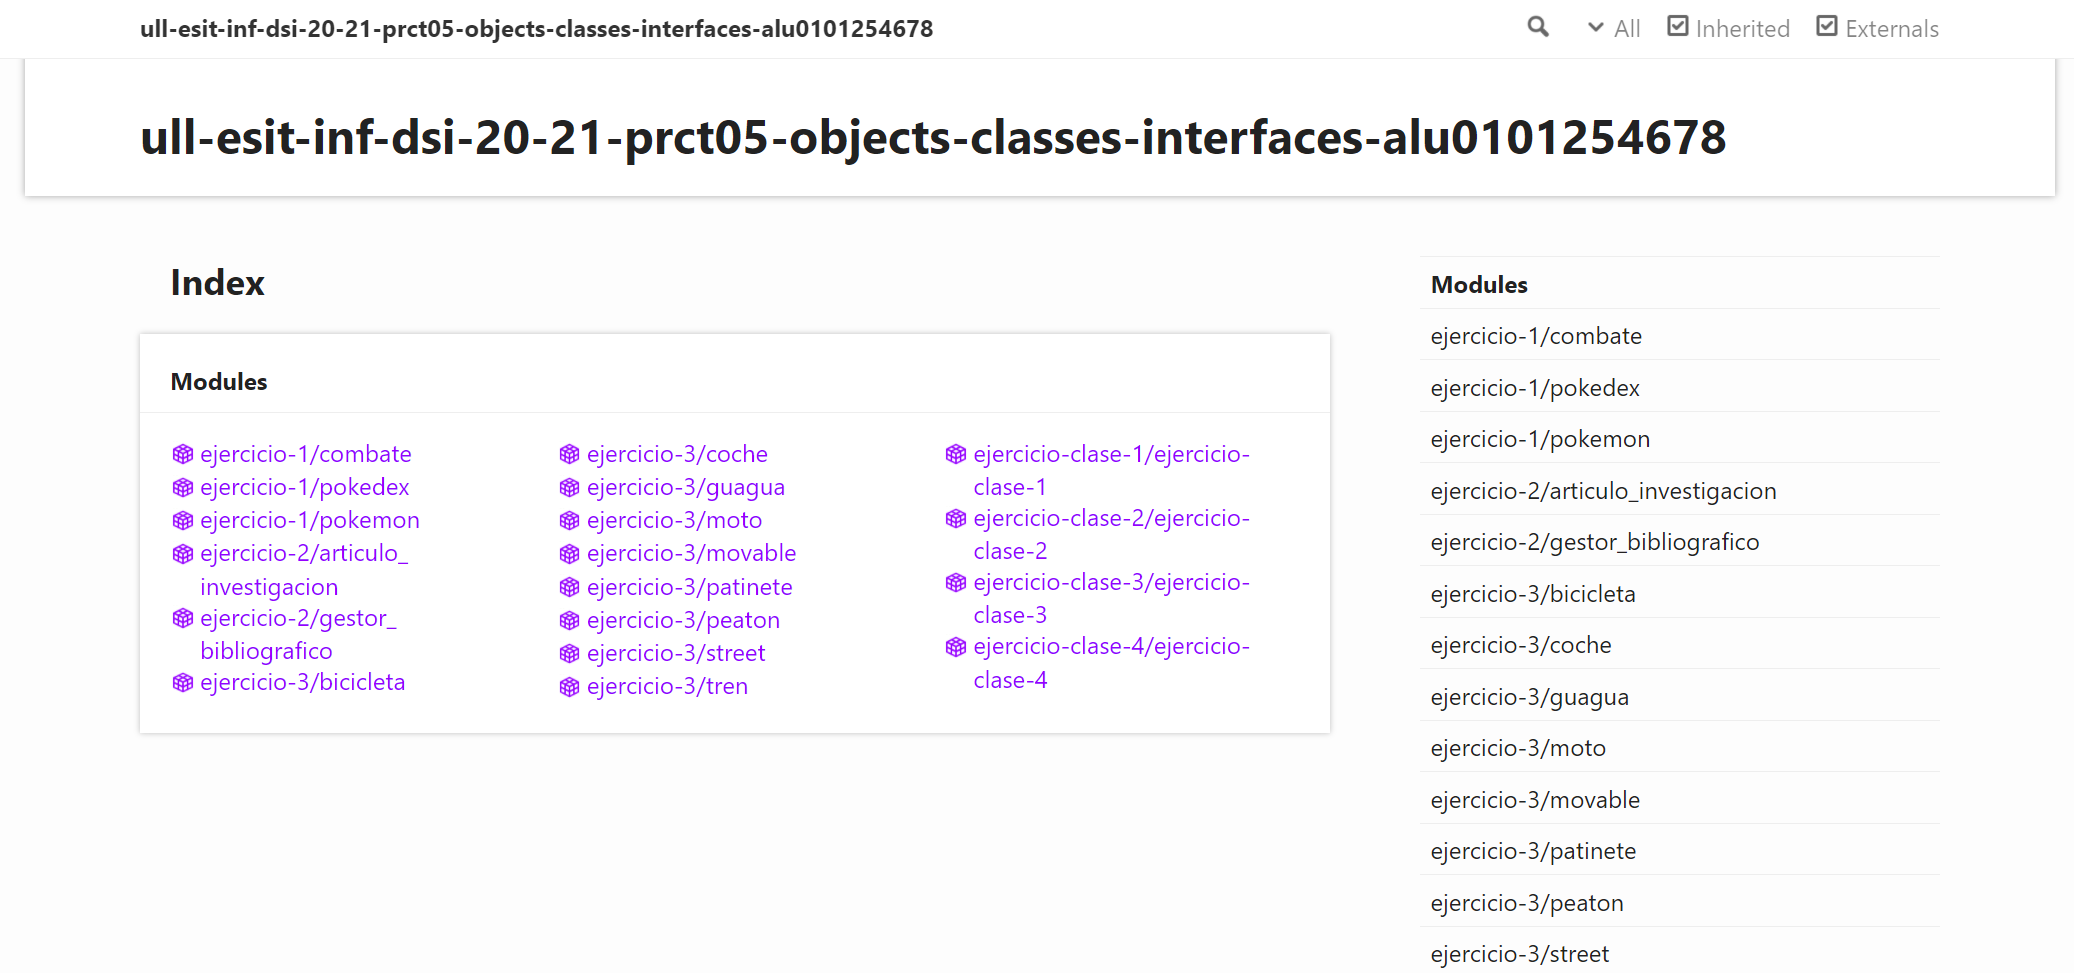 ull-esit-inf-dsi-20-21-prct05-objects-classes-interfaces-alu0101254678
All
Inherited
Externals
ull-esit-inf-dsi-20-21-prct05-objects-classes-interfaces-alu0101254678
Index
Modules
ejercicio-1/combate
ejercicio-1/pokedex
ejercicio-1/pokemon
ejercicio-2/articulo_
investigacion
ejercicio-2/gestor_
bibliografico
ejercicio-3/bicicleta
ejercicio-3/coche
ejercicio-3/guagua
ejercicio-3/moto
ejercicio-3/movable
ejercicio-3/patinete
ejercicio-3/peaton
ejercicio-3/street
ejercicio-3/tren
ejercicio-clase-1/ejercicio-
clase-1
ejercicio-clase-2/ejercicio-
clase-2
ejercicio-clase-3/ejercicio-
clase-3
ejercicio-clase-4/ejercicio-
clase-4
Modules
ejercicio-1/combate
ejercicio-1/pokedex
ejercicio-1/pokemon
ejercicio-2/articulo_investigacion
ejercicio-2/gestor_bibliografico
ejercicio-3/bicicleta
ejercicio-3/coche
ejercicio-3/guagua
ejercicio-3/moto
ejercicio-3/movable
ejercicio-3/patinete
ejercicio-3/peaton
ejercicio-3/street